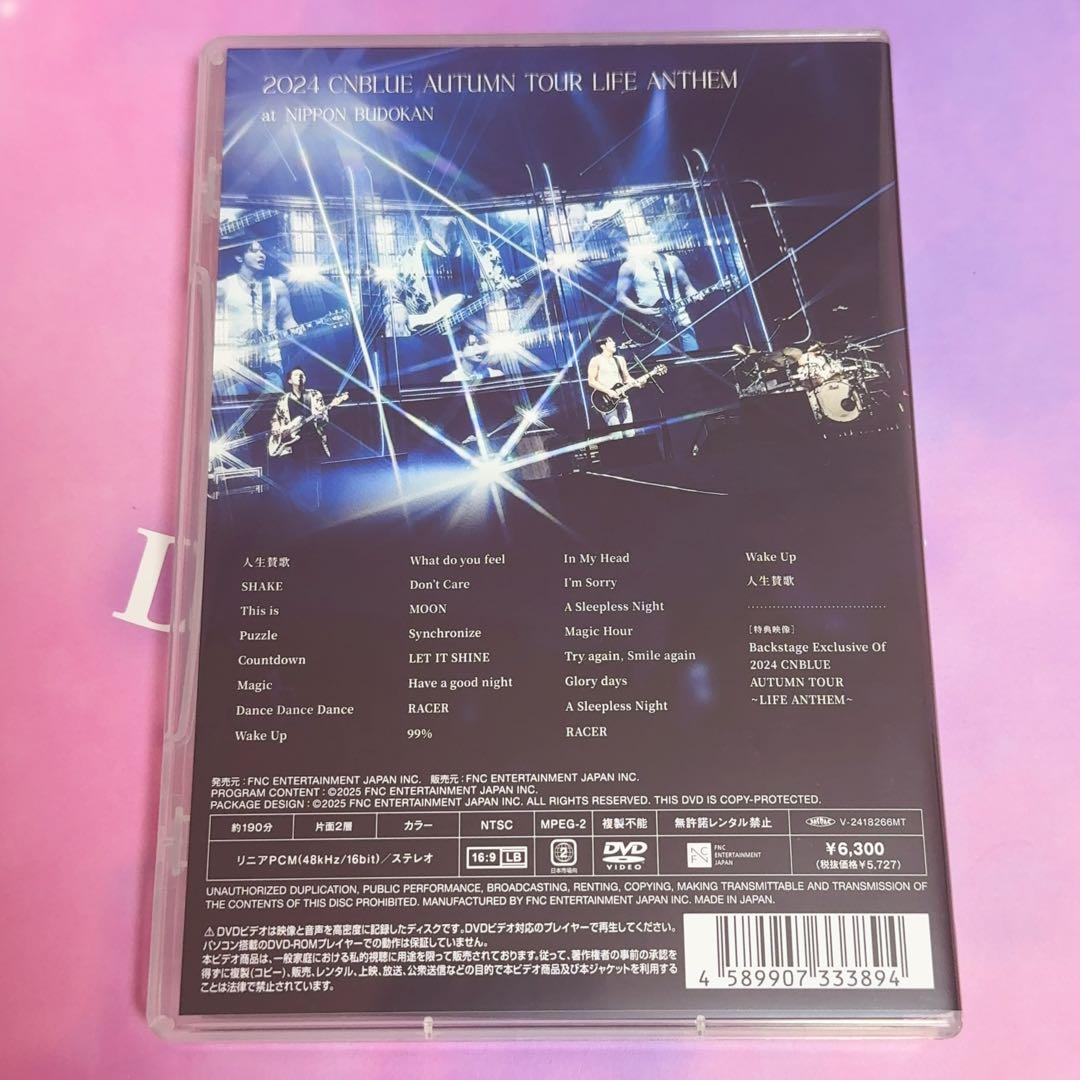 2024 CNBLUE AUTUMN TOUR LIFE ANTHEM
at NIPPON BUDOKAN
人生賛歌
SHAKE
This is
Puzzle
Countdown
Magic
Dance Dance Dance
Wake Up
What do you feel
Don't Care
MOON
Synchronize
LET IT SHINE
Have a good night
RACER
99%
In My Head
I'm Sorry
A Sleepless Night
Magic Hour
Try again, Smile again
Glory days
A Sleepless Night
RACER
Wake Up
人生賛歌
[特典映像]
Backstage Exclusive Of
2024 CNBLUE
AUTUMN TOUR
~LIFE ANTHEM~
発売元:FNC ENTERTAINMENT JAPAN INC. 販売元:FNC ENTERTAINMENT JAPAN INC.
PROGRAM CONTENT:©2025 FNC ENTERTAINMENT JAPAN INC.
PACKAGE DESIGN:©2025 FNC ENTERTAINMENT JAPAN INC. ALL RIGHTS RESERVED. THIS DVD IS COPY-PROTECTED.
約190分 片面2層 カラー NTSC MPEG-2 複製不能 無許諾レンタル禁止 V-2418266MT
リニアPCM(48kHz/16bit)/ステレオ 16:9 LB 2 日本市場向 DVD VIDEO FNC ENTERTAINMENT JAPAN ¥6,300
(税抜価格¥5,727)
UNAUTHORIZED DUPLICATION, PUBLIC PERFORMANCE, BROADCASTING, RENTING, COPYING, MAKING TRANSMITTABLE AND TRANSMISSION OF
THE CONTENTS OF THIS DISC PROHIBITED. MANUFACTURED BY FNC ENTERTAINMENT JAPAN INC. MADE IN JAPAN.
⚠DVDビデオは映像と音声を高密度に記録したディスクです。DVDビデオ対応のプレイヤーで再生してください。
パソコン搭載のDVD-ROMプレイヤーでの動作は保証していません。
本ビデオ商品は、一般家庭における私的視聴に用途を限って販売されております。従って、著作権者の事前の承認を
得ずに複製(コピー)、販売、レンタル、上映、放送、公衆送信などの目的で本ビデオ商品及び本ジャケットを利用する
ことは法律で禁止されています。
4 589907 333894